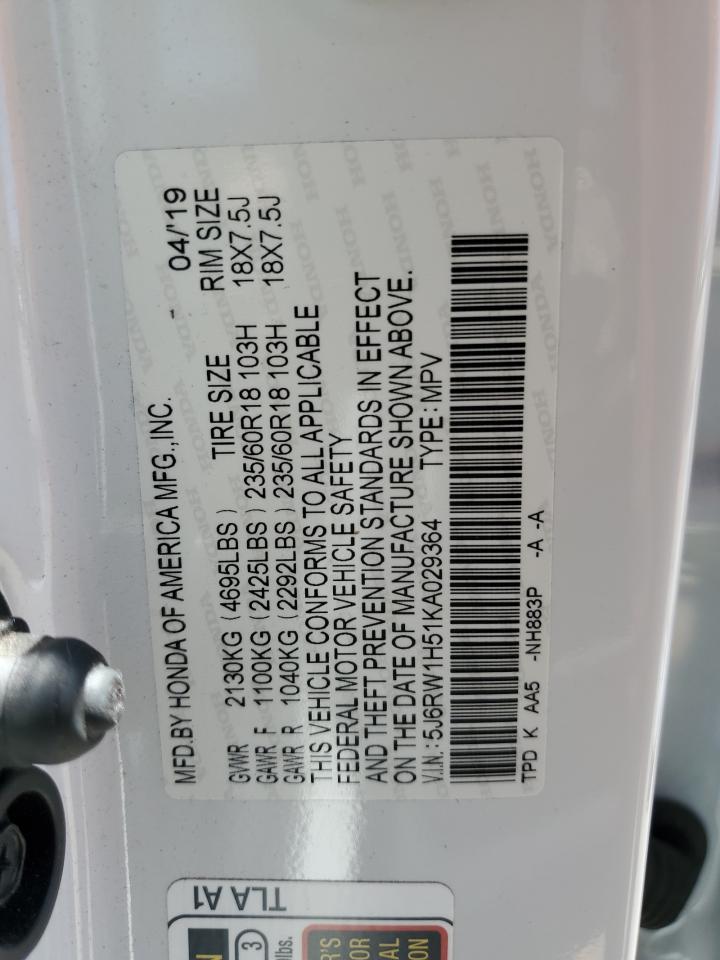 MFD.BY HONDA OF AMERICA MFG.,INC. 04/'19
GVWR 2130KG (4695LBS) TIRE SIZE RIM SIZE
GAWR F 1100KG (2425LBS) 235/60R18 103H 18X7.5J
GAWR R 1040KG (2292LBS) 235/60R18 103H 18X7.5J
THIS VEHICLE CONFORMS TO ALL APPLICABLE
FEDERAL MOTOR VEHICLE SAFETY
AND THEFT PREVENTION STANDARDS IN EFFECT
ON THE DATE OF MANUFACTURE SHOWN ABOVE.
V.I.N.:5J6RW1H51KA029364 TYPE:MPV
TPD K AA5 -NH883P -A -A
TLA A1
3
lbs.